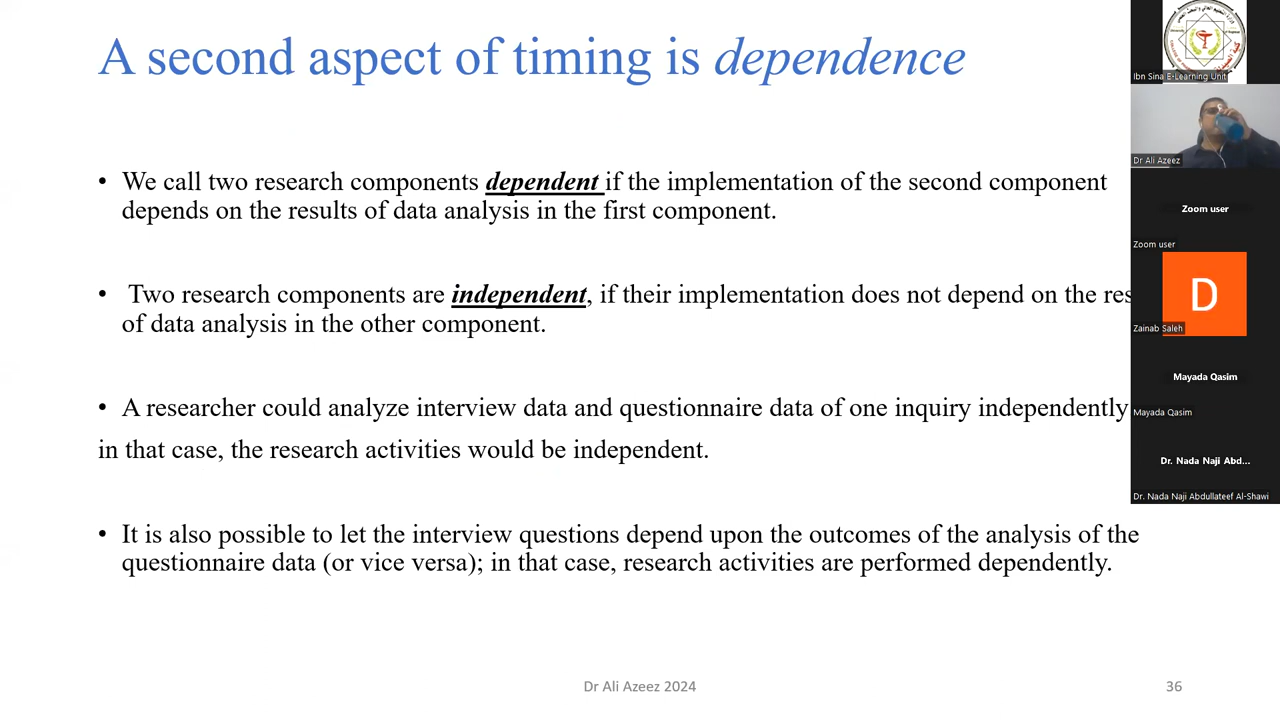 A second aspect of timing is dependence
• We call two research components dependent if the implementation of the second component
depends on the results of data analysis in the first component.
• Two research components are independent, if their implementation does not depend on the res
of data analysis in the other component.
• A researcher could analyze interview data and questionnaire data of one inquiry independently
in that case, the research activities would be independent.
• It is also possible to let the interview questions depend upon the outcomes of the analysis of the
questionnaire data (or vice versa); in that case, research activities are performed dependently.
Dr Ali Azeez 2024
36
Ibn Sina E-Learning Unit
Dr Ali Azeez
Zoom user
Zoom user
D
Zainab Saleh
Mayada Qasim
Mayada Qasim
Dr. Nada Naji Abd...
Dr. Nada Naji Abdullateef Al-Shawi